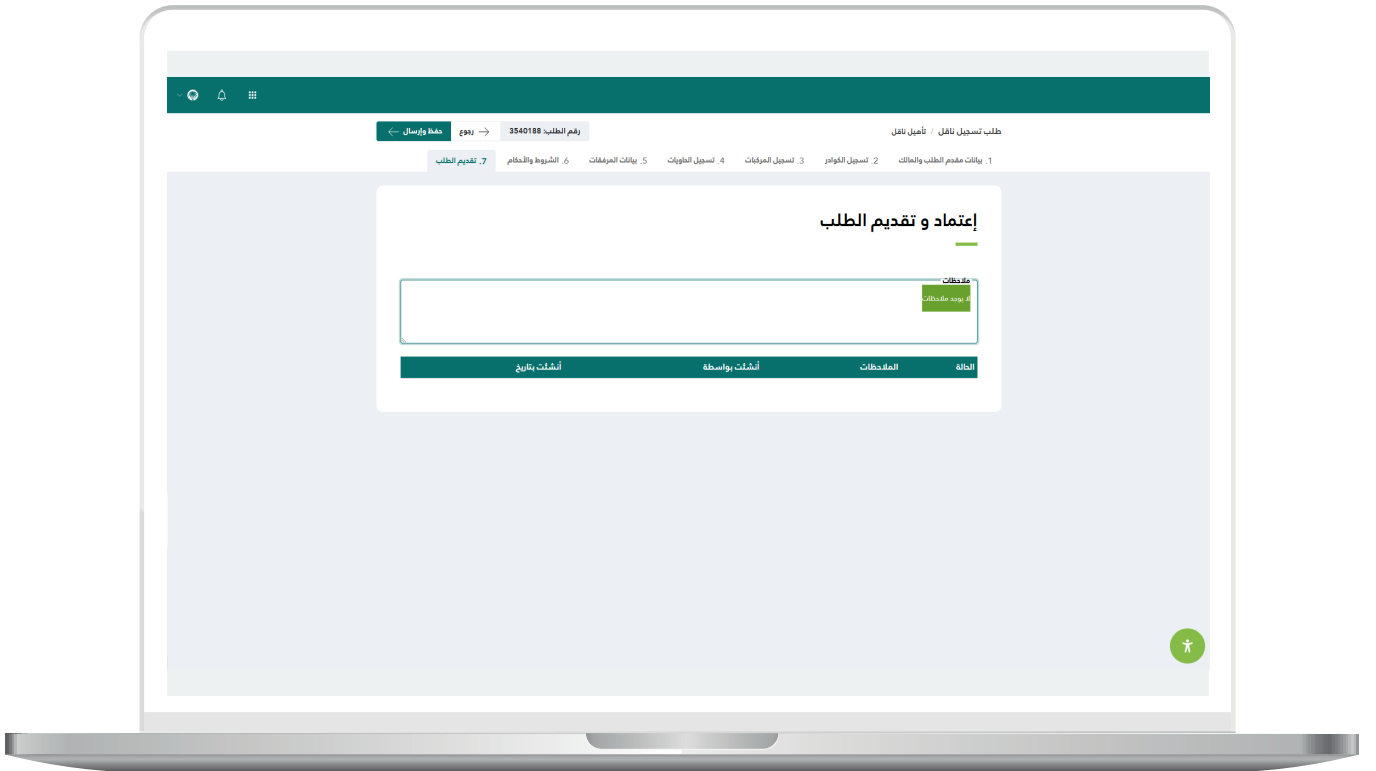 طلب تسجيل ناقل / تأهيل ناقل
رقم الطلب: 3540188
رجوع
حفظ وإرسال
1. بيانات مقدم الطلب والمالك
2. تسجيل الكوادر
3. تسجيل المركبات
4. تسجيل الحاويات
5. بيانات المرفقات
6. الشروط والأحكام
7. تقديم الطلب
إعتماد و تقديم الطلب
ملاحظات
لا يوجد ملاحظات
الحالة الملاحظات أنشئت بواسطة أنشئت بتاريخ